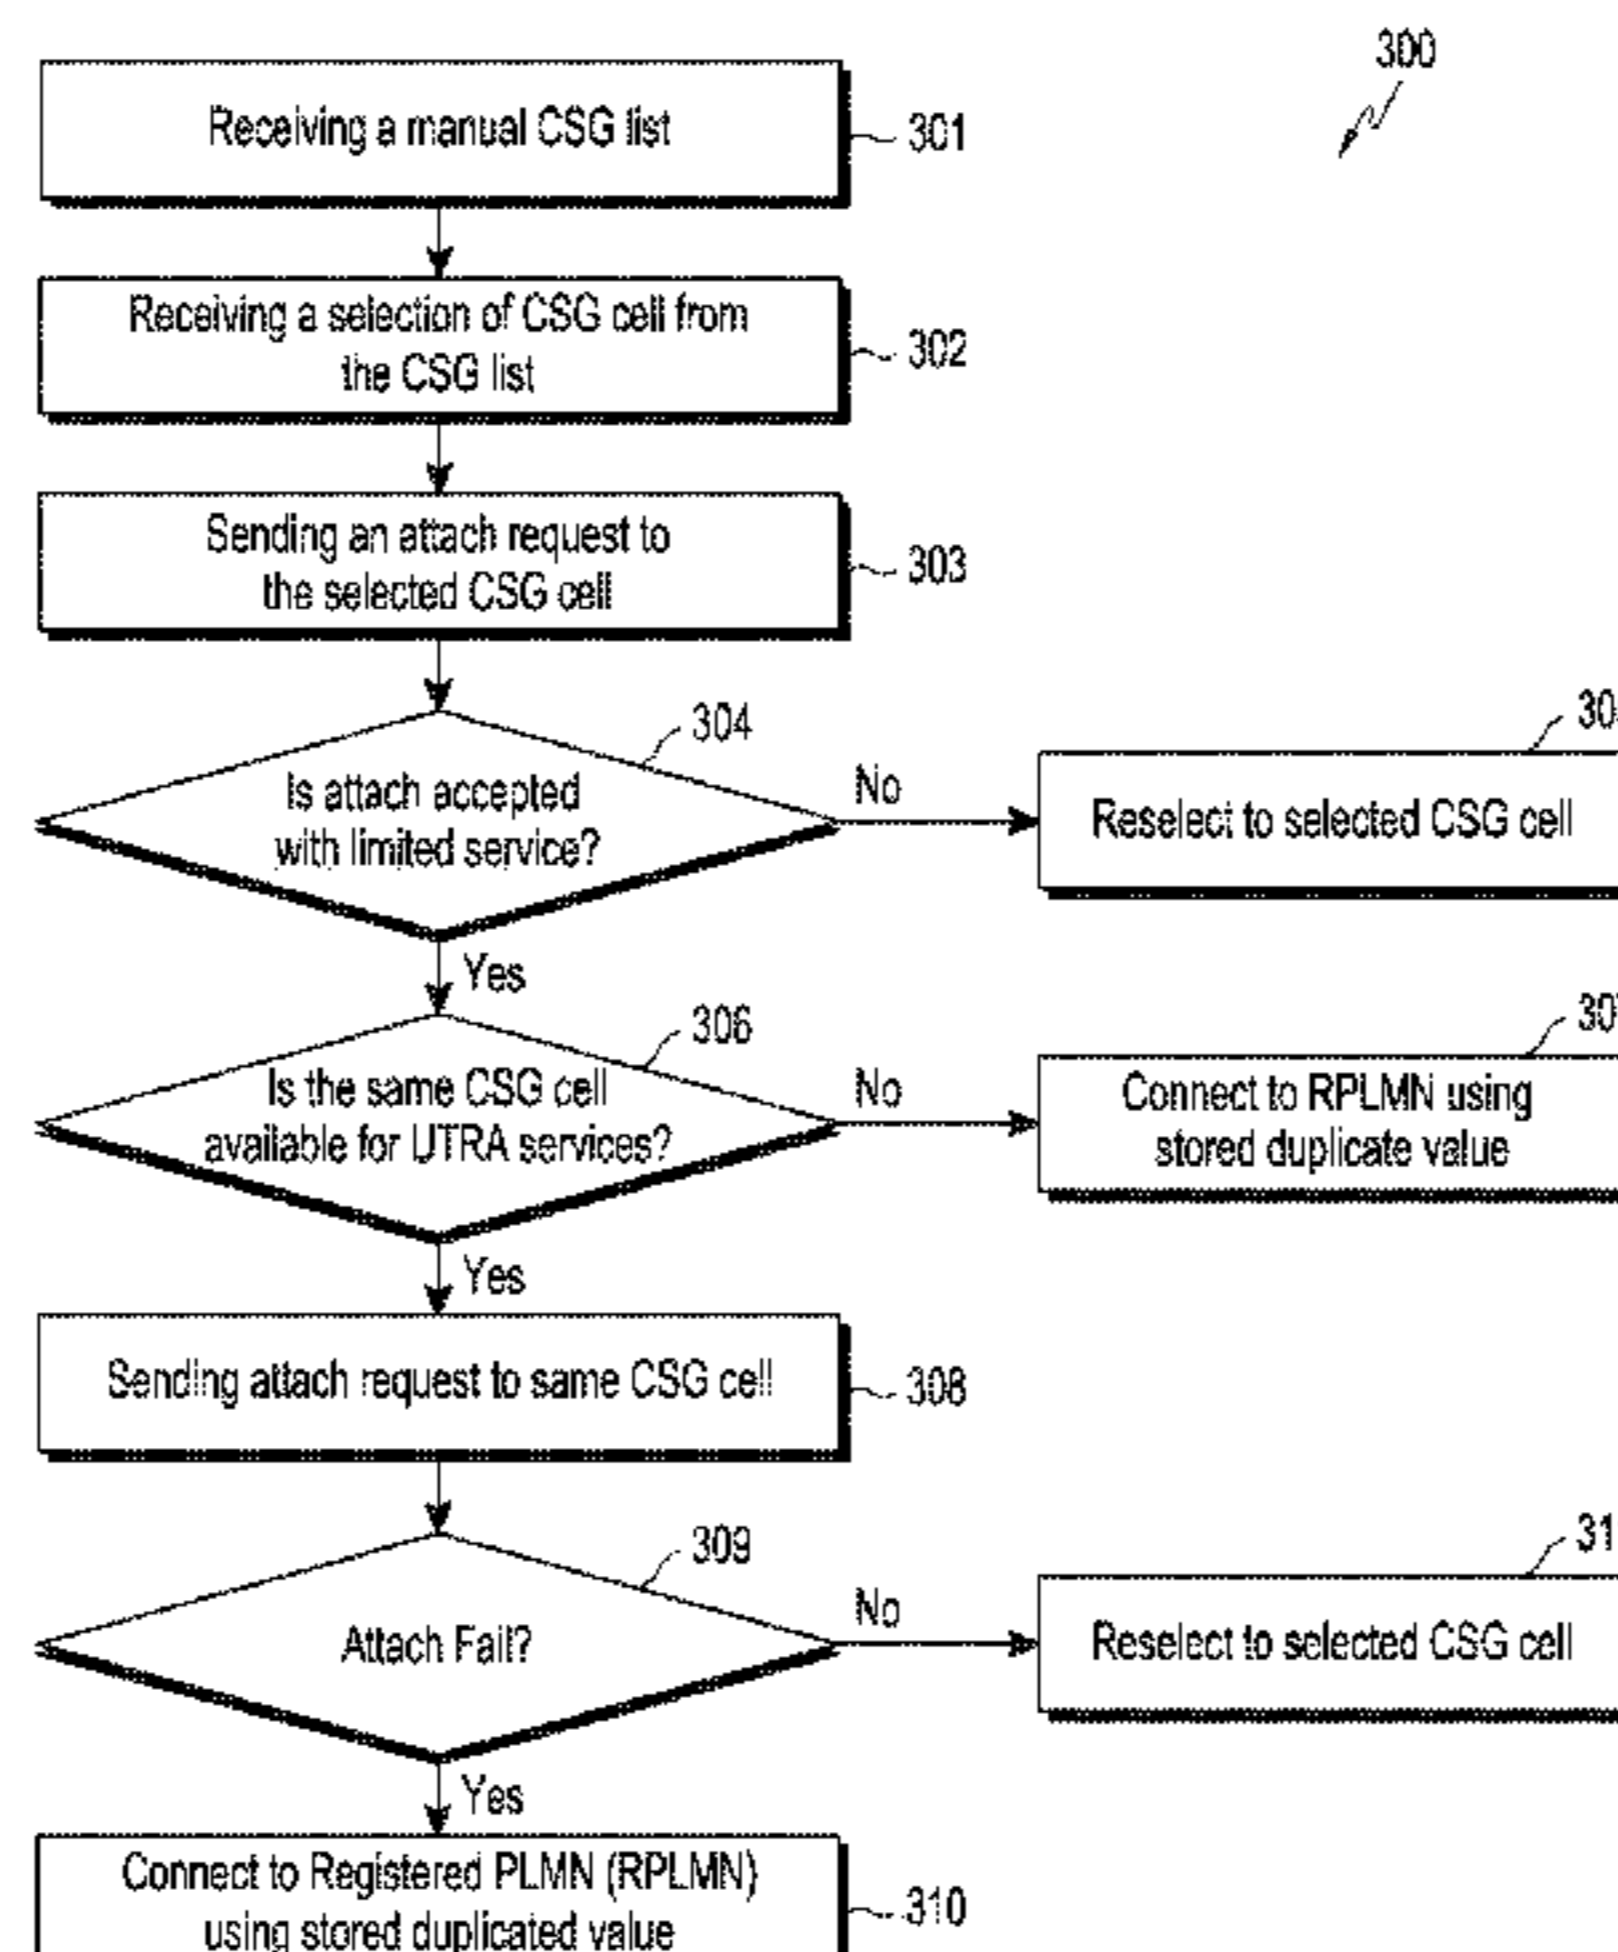 300
Receiving a manual CSG list
301
Receiving a selection of CSG cell from
the CSG list
302
Sending an attach request to
the selected CSG cell
303
304
Is attach accepted
with limited service?
No
Reselect to selected CSG cell
Yes
306
Is the same CSG cell
available for UTRA services?
No
Connect to RPLMN using
stored duplicate value
Yes
Sending attach request to same CSG cell
308
309
Attach Fail?
No
Reselect to selected CSG cell
Yes
Connect to Registered PLMN (RPLMN)
using stored duplicated value
310